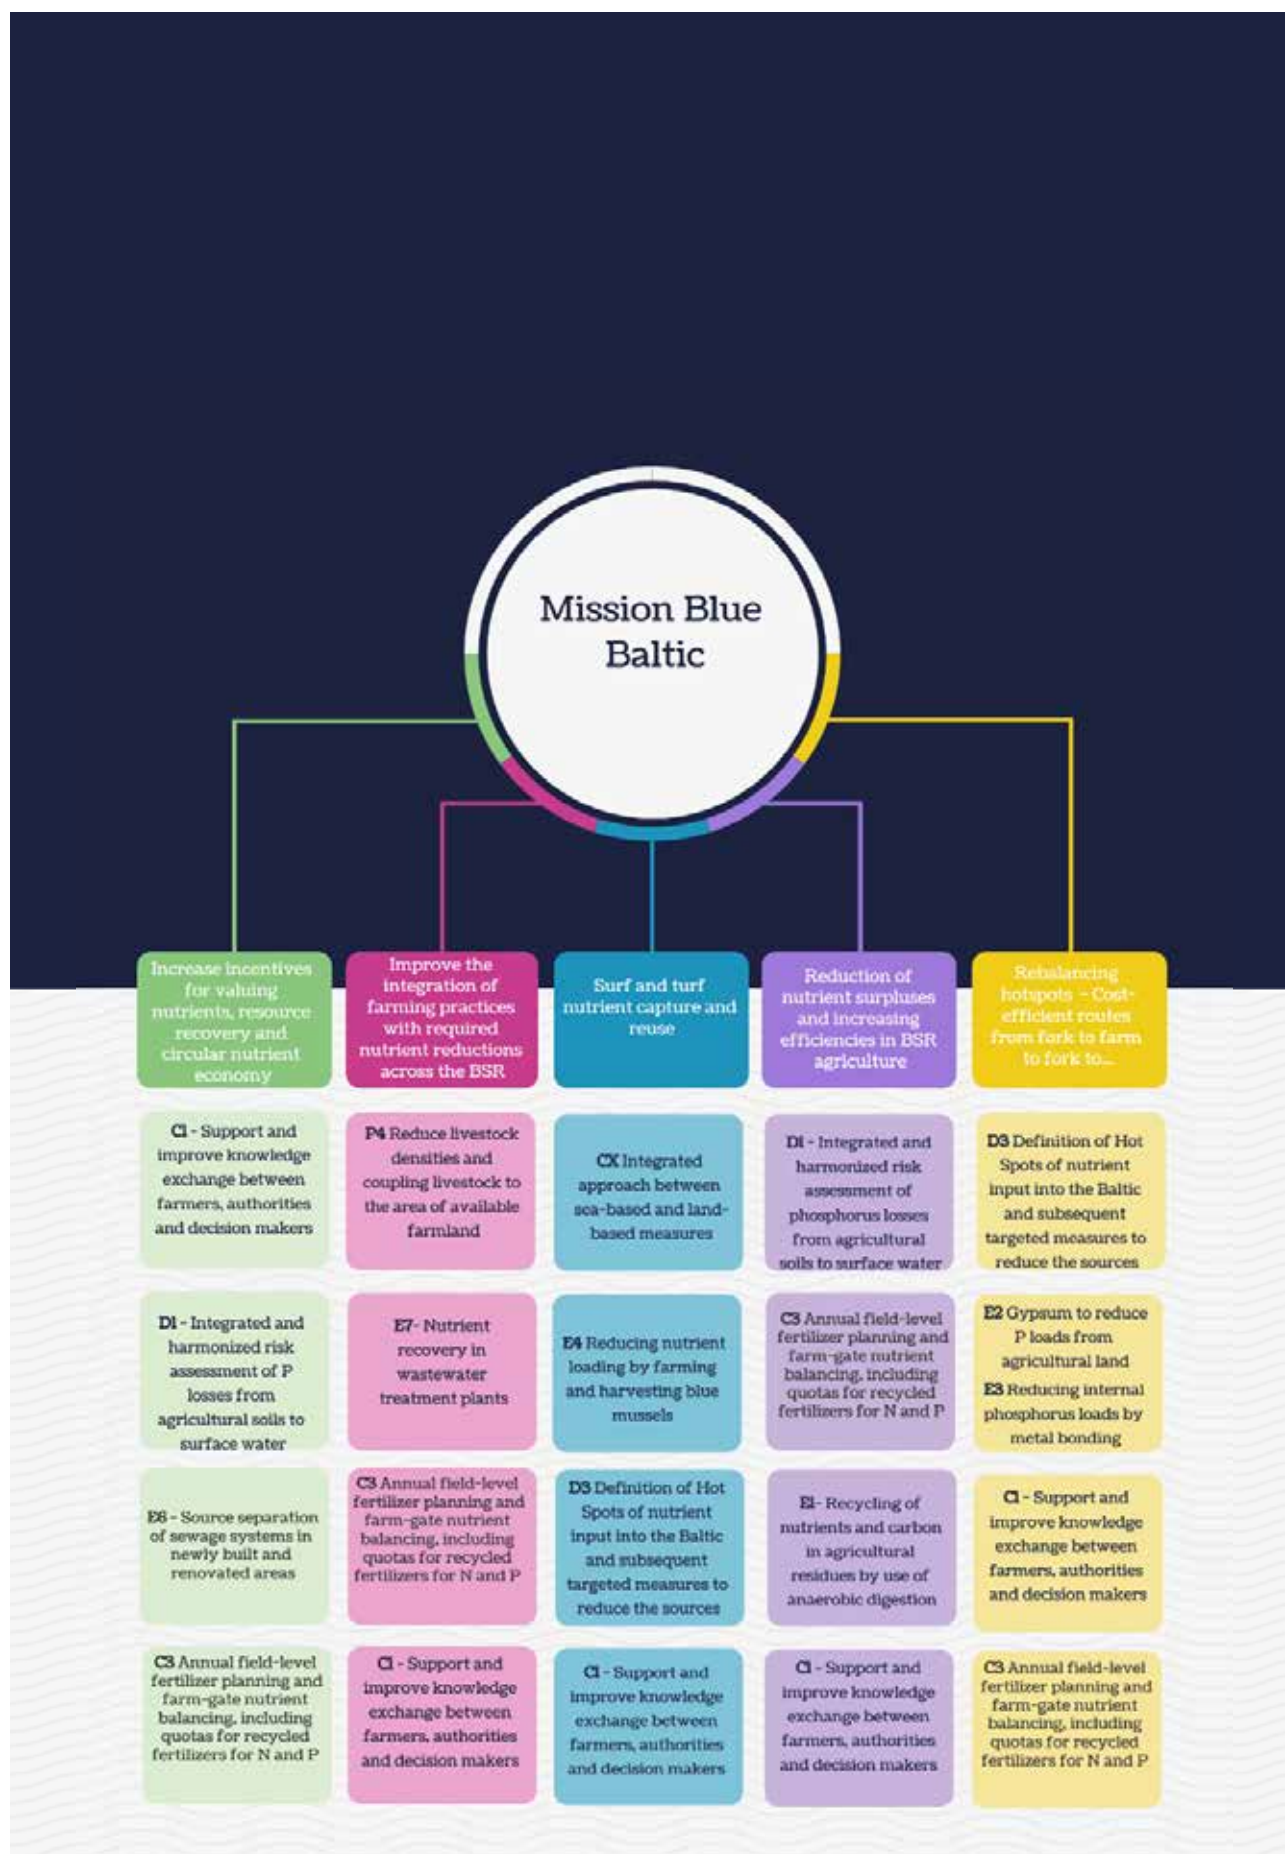 Mission Blue
Baltic
Increase incentives
for valuing
nutrients, resource
recovery and
circular nutrient
economy
C1 - Support and
improve knowledge
exchange between
farmers, authorities
and decision makers
D1 - Integrated and
harmonized risk
assessment of P
losses from
agricultural soils to
surface water
E6 - Source separation
of sewage systems in
newly built and
renovated areas
C3 Annual field-level
fertilizer planning and
farm-gate nutrient
balancing, including
quotas for recycled
fertilizers for N and P
Improve the
integration of
farming practices
with required
nutrient reductions
across the BSR
P4 Reduce livestock
densities and
coupling livestock to
the area of available
farmland
E7- Nutrient
recovery in
wastewater
treatment plants
C3 Annual field-level
fertilizer planning and
farm-gate nutrient
balancing, including
quotas for recycled
fertilizers for N and P
C1 - Support and
improve knowledge
exchange between
farmers, authorities
and decision makers
Surf and turf
nutrient capture and
reuse
CX Integrated
approach between
sea-based and land-
based measures
E4 Reducing nutrient
loading by farming
and harvesting blue
mussels
D3 Definition of Hot
Spots of nutrient
input into the Baltic
and subsequent
targeted measures to
reduce the sources
C1 - Support and
improve knowledge
exchange between
farmers, authorities
and decision makers
Reduction of
nutrient surpluses
and increasing
efficiencies in BSR
agriculture
D1 - Integrated and
harmonized risk
assessment of
phosphorus losses
from agricultural
soils to surface water
C3 Annual field-level
fertilizer planning and
farm-gate nutrient
balancing, including
quotas for recycled
fertilizers for N and P
E1- Recycling of
nutrients and carbon
in agricultural
residues by use of
anaerobic digestion
C1 - Support and
improve knowledge
exchange between
farmers, authorities
and decision makers
Rebalancing
hotspots - Cost-
efficient routes
from fork to farm
to fork to...
D3 Definition of Hot
Spots of nutrient
input into the Baltic
and subsequent
targeted measures to
reduce the sources
E2 Gypsum to reduce
P loads from
agricultural land
E3 Reducing internal
phosphorus loads by
metal bonding
C1 - Support and
improve knowledge
exchange between
farmers, authorities
and decision makers
C3 Annual field-level
fertilizer planning and
farm-gate nutrient
balancing, including
quotas for recycled
fertilizers for N and P